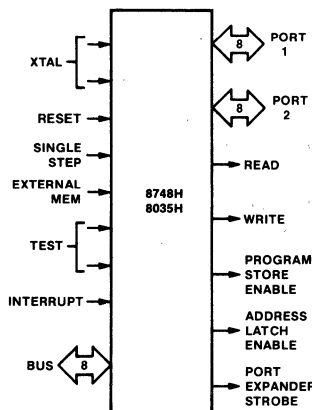 XTAL
RESET
SINGLE
STEP
EXTERNAL
MEM
TEST
INTERRUPT
BUS
8
8748H
8035H
8
PORT
1
8
PORT
2
READ
WRITE
PROGRAM
STORE
ENABLE
ADDRESS
LATCH
ENABLE
PORT
EXPANDER
STROBE